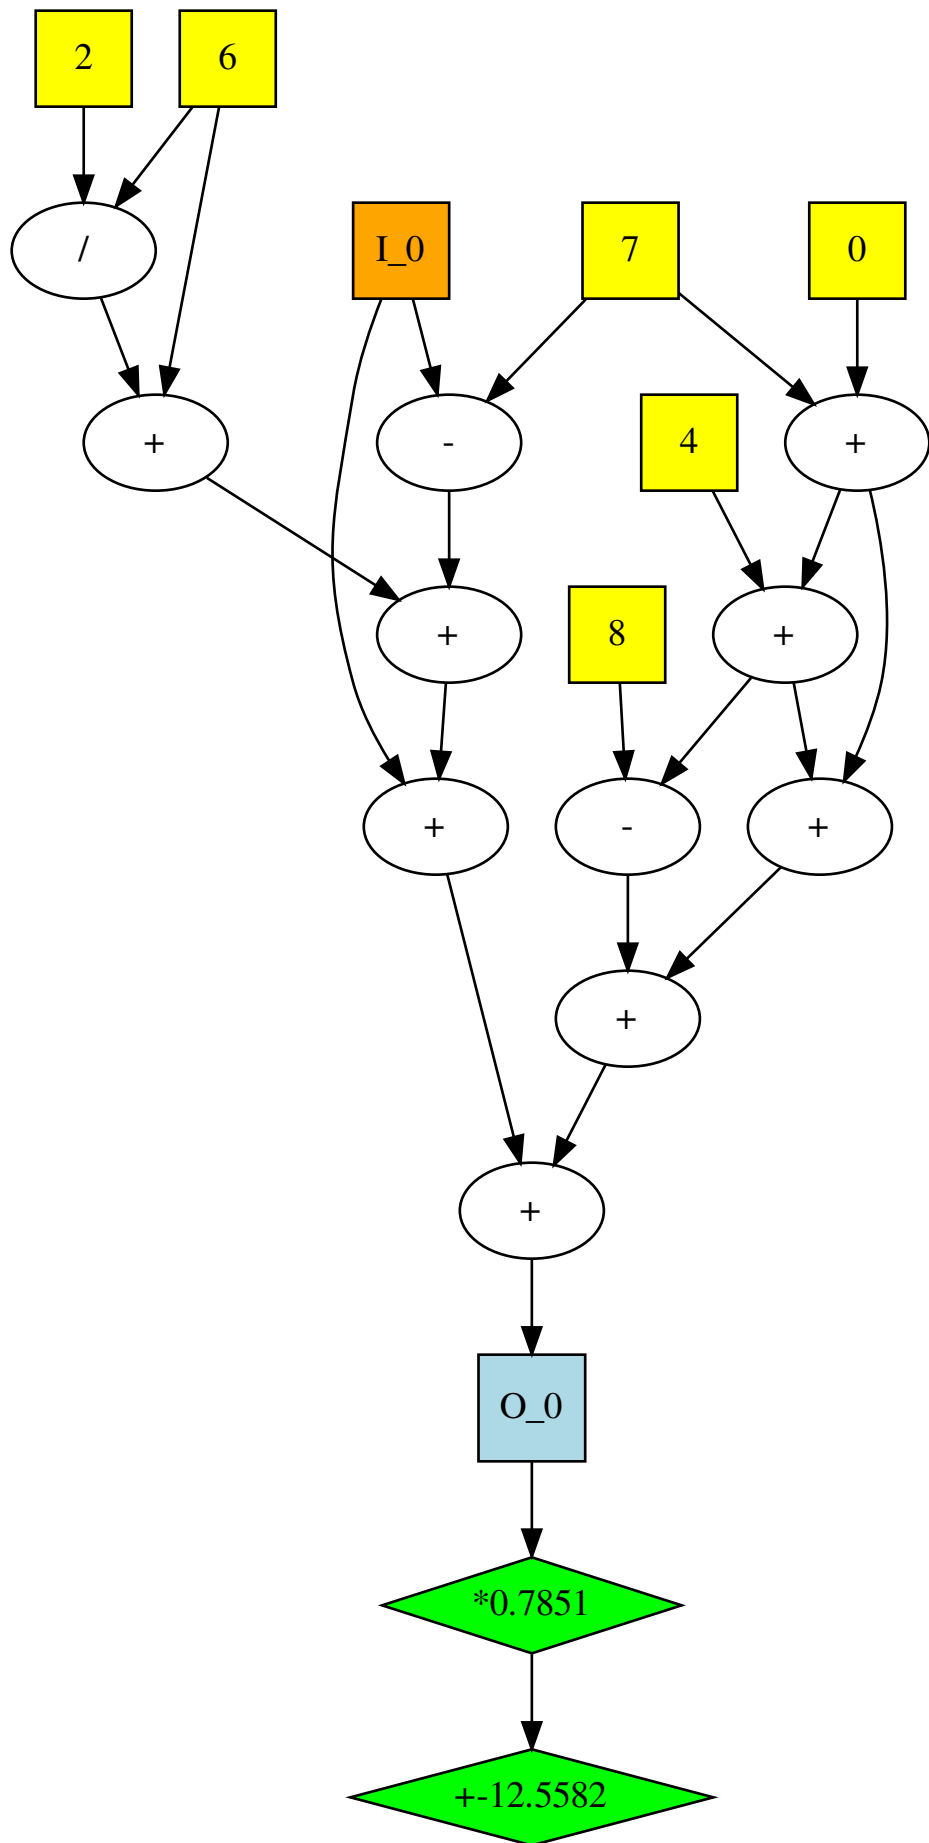 2 6
/ I_0 7 0
+ - 4 +
+ 8 +
+ - +
+
+
O_0
*0.7851
+-12.5582